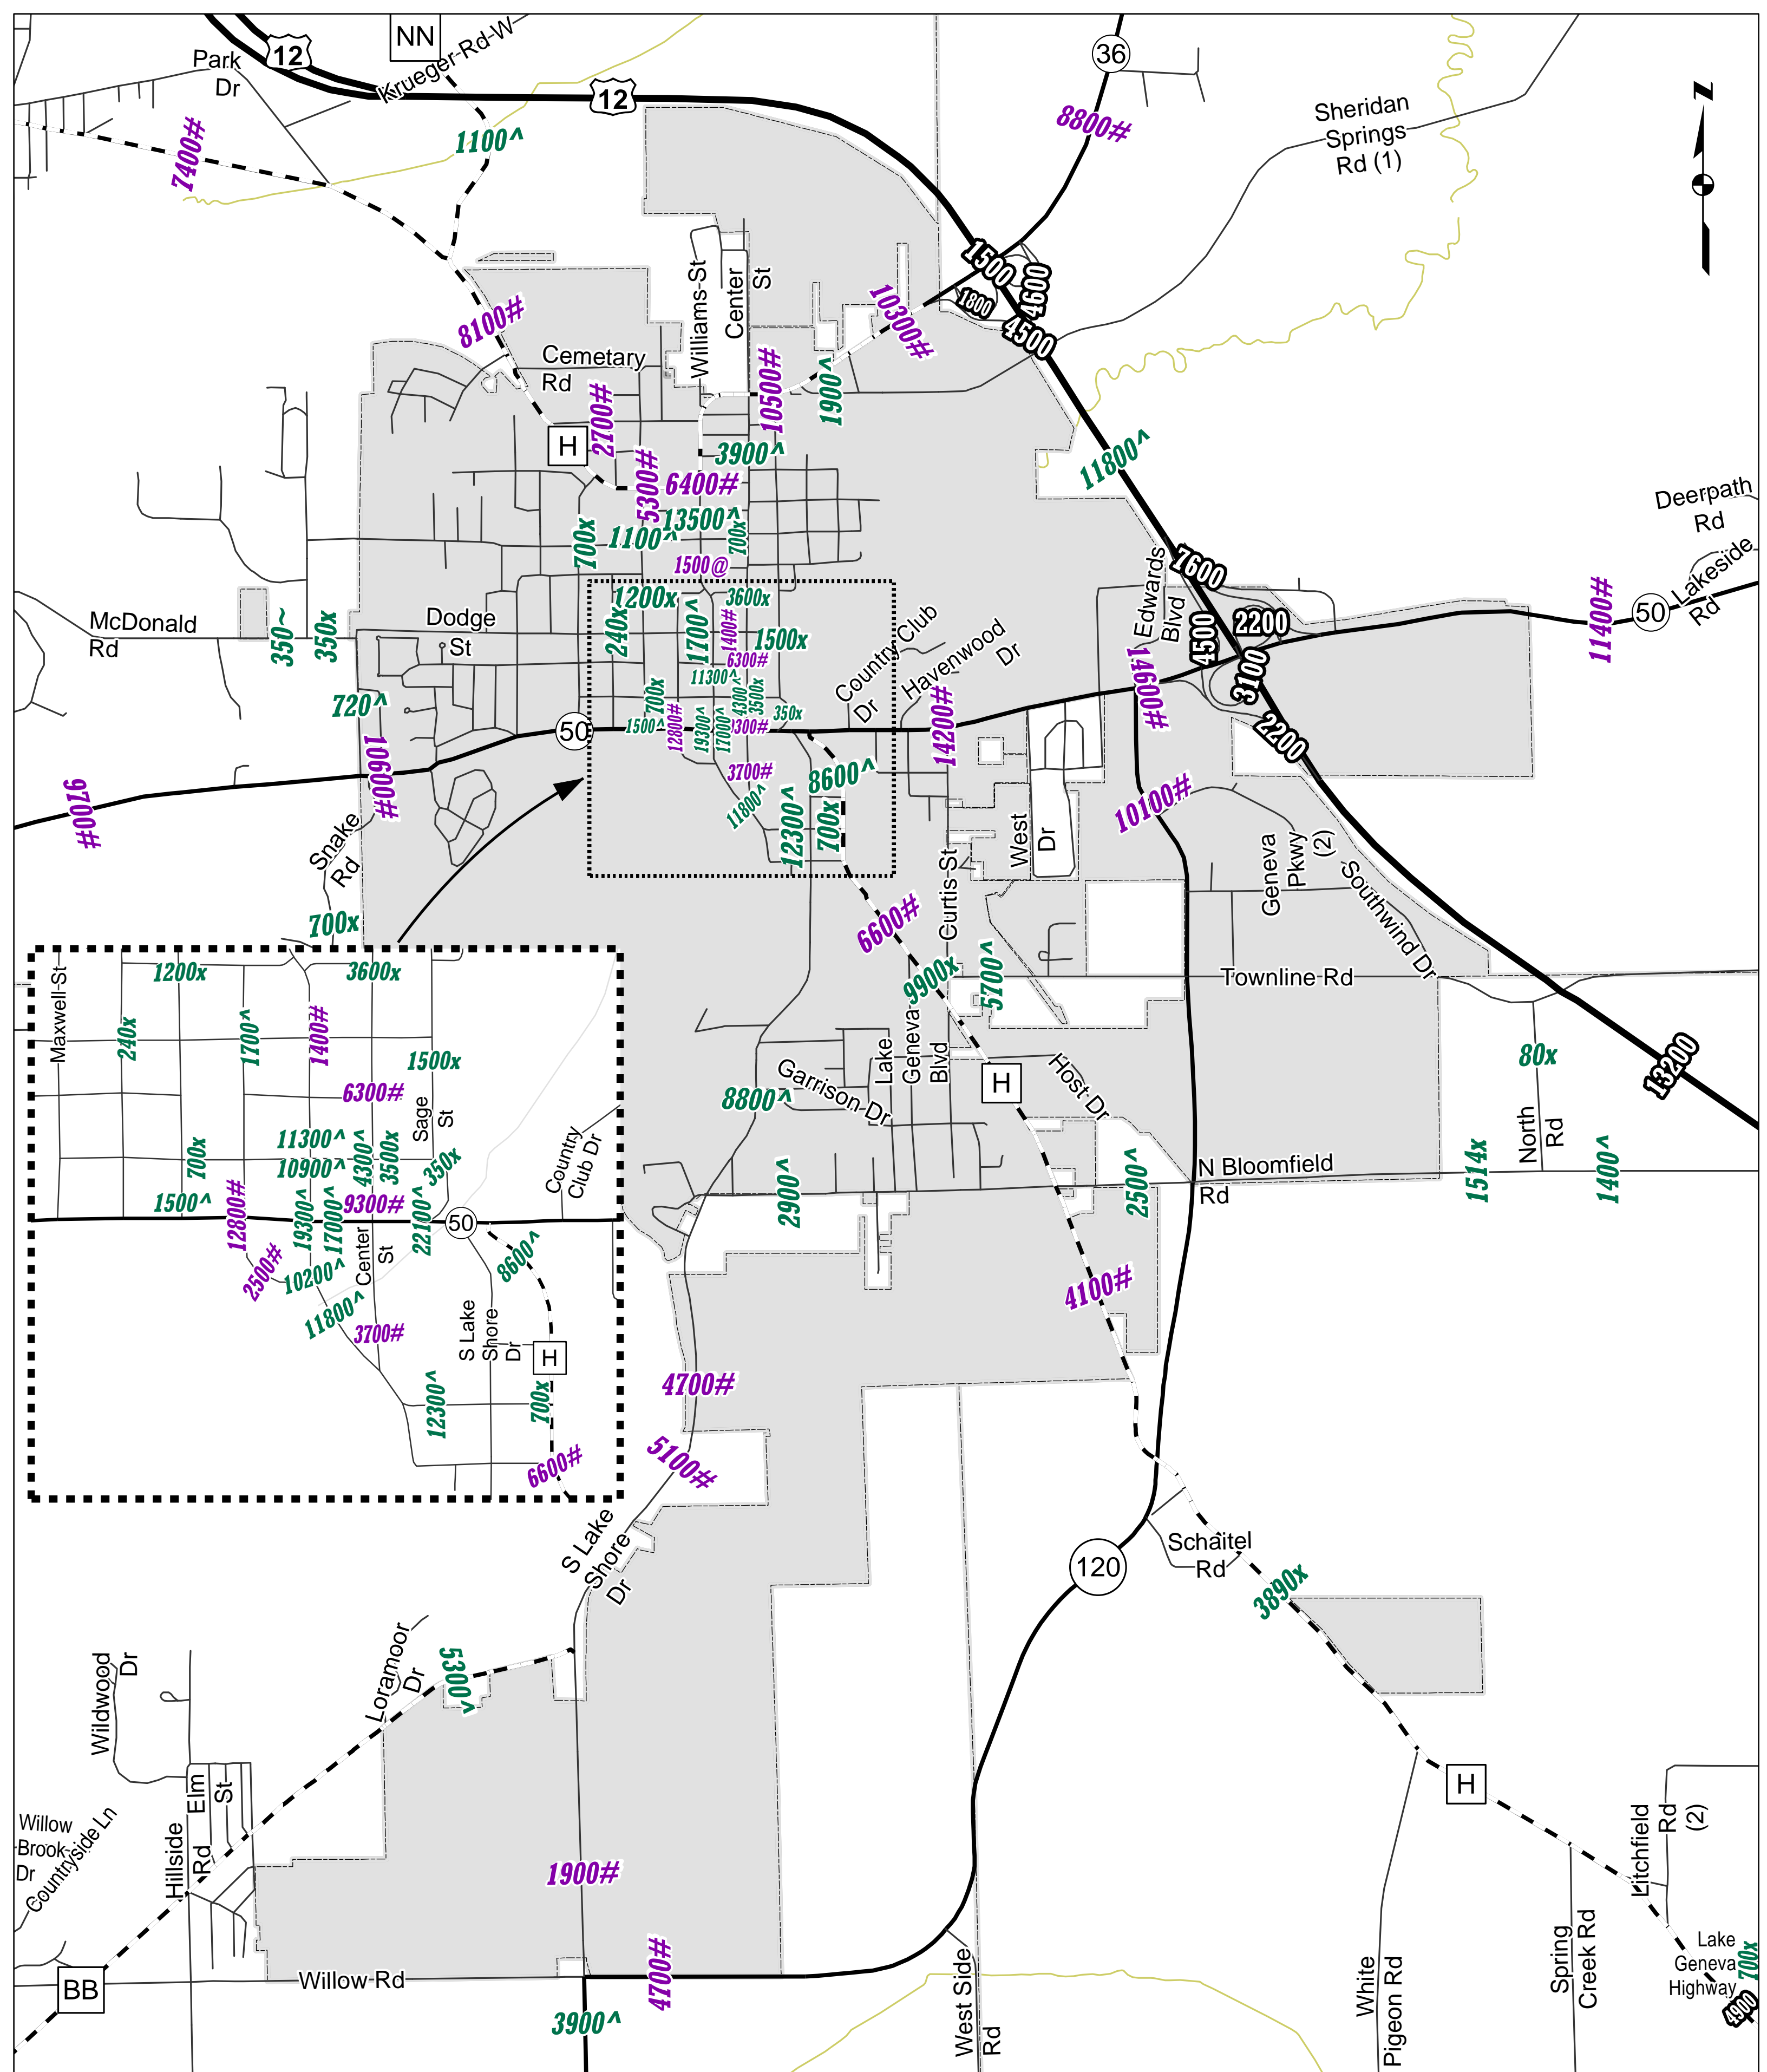 NN
12
Krueger Rd W
Park
Dr
12
36
7400#
1100^
8800#
Sheridan
Springs
Rd (1)
N
1500
4600
1800
4500
Williams St
Center
St
10300#
8100#
Cemetary
Rd
2700#
10500#
1900^
H
3900^
11800^
5300#
6400#
Deerpath
Rd
13500^
700x
1100^
700x
1500@
7600
Edwards
Blvd
Lakeside
Rd
50
11400#
2200
4500
3100
2200
McDonald
Rd
350~
350x
Dodge
St
1200x
3600x
240x
1700^
1400#
1500x
6300#
11300^
700x
4300^
3500x
350x
1500^
12800#
19300^
17000^
9300#
Country Club
Dr
Havenwood
Dr
14200#
14600#
720^
50
10600#
9700#
3700#
8600^
11800^
12300^
700x
10100#
Snake
Rd
West
Dr
Geneva
Pkwy
(2)
Southwind Dr
Curtis St
700x
6600#
9900x
5700^
Townline Rd
Maxwell St
1200x
3600x
240x
1700^
1400#
1500x
6300#
Sage
St
11300^
10900^
700x
4300^
3500x
350x
Country
Club Dr
1500^
12800#
19300^
17000^
9300#
22100^
50
2500#
10200^
Center
St
8600^
11800^
3700#
S Lake
Shore
Dr
H
12300^
700x
6600#
Lake
Geneva
Blvd
H
Host Dr
Garrison Dr
8800^
80x
13200
North
Rd
2900^
2500^
N Bloomfield
Rd
1514x
1400^
4100#
4700#
5100#
S Lake
Shore
Dr
120
Schaitel
Rd
3890x
Wildwood
Dr
Loramoor
Dr
5300^
Elm
St
Hillside
Rd
Willow
Brook
Dr
Countryside Ln
1900#
H
Litchfield
Rd
(2)
BB
Willow Rd
4700#
3900^
West Side
Rd
White
Pigeon Rd
Spring
Creek Rd
Lake
Geneva
Highway
700x
4900